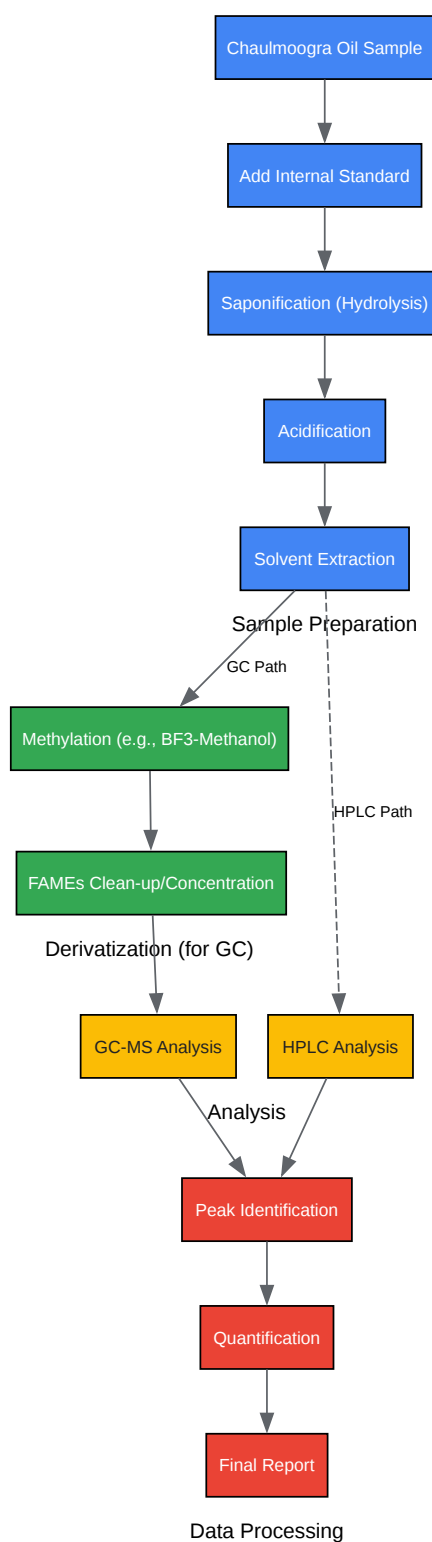 Chaulmoogra Oil Sample
Add Internal Standard
Saponification (Hydrolysis)
Acidification
Solvent Extraction
Sample Preparation
GC Path
Methylation (e.g., BF3-Methanol)
HPLC Path
FAMEs Clean-up/Concentration
Derivatization (for GC)
GC-MS Analysis
HPLC Analysis
Analysis
Peak Identification
Quantification
Final Report
Data Processing